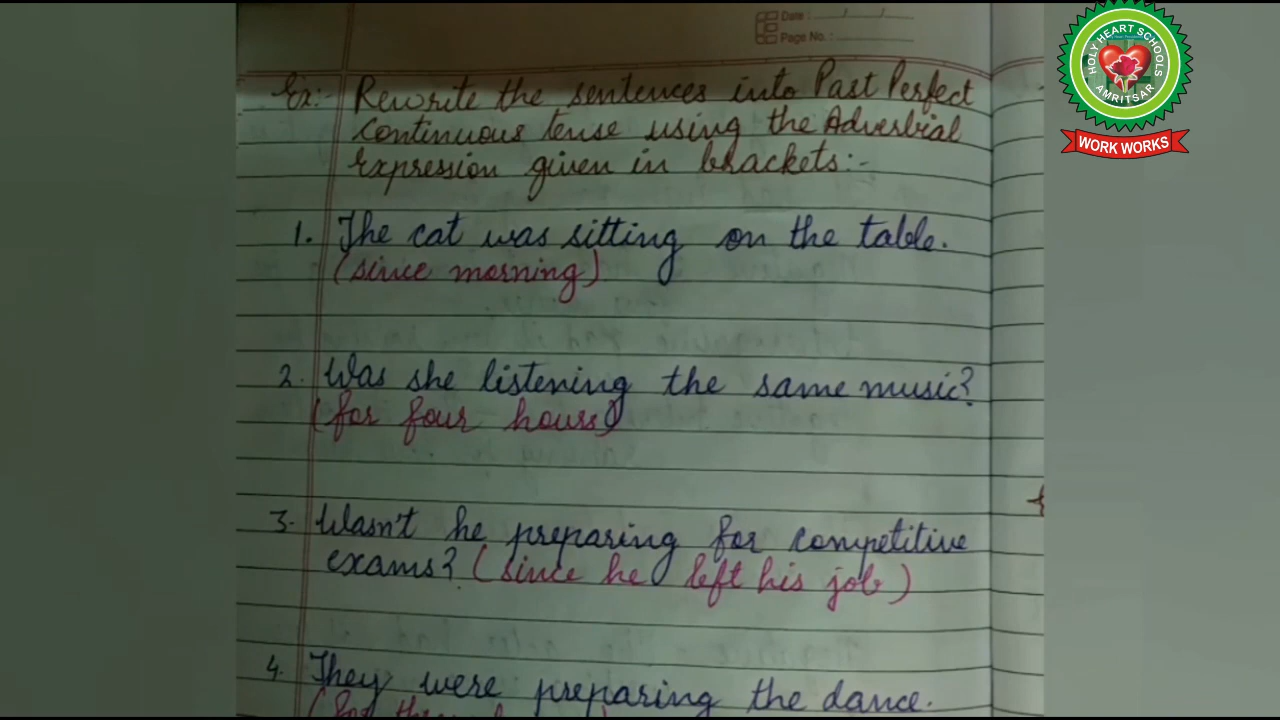 Date :
Page No. :
HOLY HEART SCHOOLS
AMRITSAR
WORK WORKS
Ex:- Rewrite the sentences into Past Perfect
Continuous tense using the Adverbial
expression given in brackets:-
1. The cat was sitting on the table.
(since morning)
2. Was she listening the same music?
(for four hours)
3. Wasn't he preparing for competitive
exams? (since he left his job)
4. They were preparing the dance.